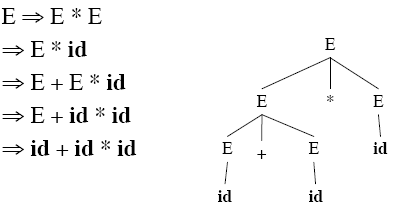 E ⇒ E * E
⇒ E * id
⇒ E + E * id
⇒ E + id * id
⇒ id + id * id
E
E * E
E + E id
id id